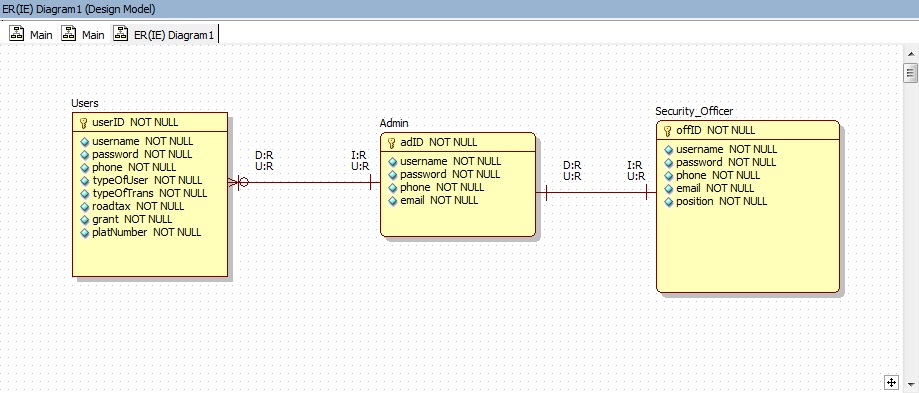 ER(IE) Diagram1 (Design Model)
Main Main ER(IE) Diagram1
Users
userID NOT NULL
username NOT NULL
password NOT NULL
phone NOT NULL
typeOfUser NOT NULL
typeOfTrans NOT NULL
roadtax NOT NULL
grant NOT NULL
platNumber NOT NULL
D:R
U:R
I:R
U:R
Admin
adID NOT NULL
username NOT NULL
password NOT NULL
phone NOT NULL
email NOT NULL
D:R
U:R
I:R
U:R
Security_Officer
offID NOT NULL
username NOT NULL
password NOT NULL
phone NOT NULL
email NOT NULL
position NOT NULL